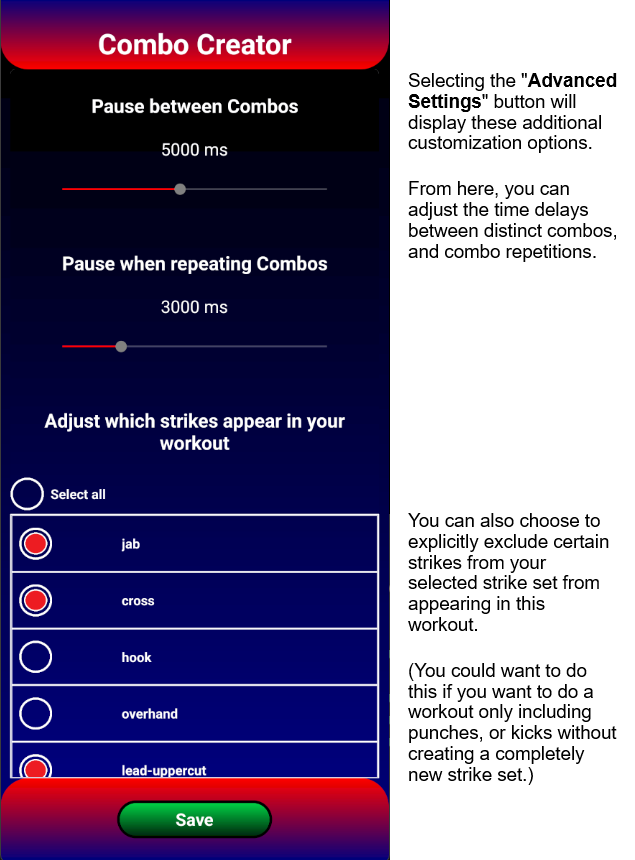 Combo Creator
Pause between Combos
5000 ms
Pause when repeating Combos
3000 ms
Adjust which strikes appear in your
workout
Select all
jab
cross
hook
overhand
lead-uppercut
Save
Selecting the "Advanced
Settings" button will
display these additional
customization options.
From here, you can
adjust the time delays
between distinct combos,
and combo repetitions.
You can also choose to
explicitly exclude certain
strikes from your
selected strike set from
appearing in this
workout.
(You could want to do
this if you want to do a
workout only including
punches, or kicks without
creating a completely
new strike set.)